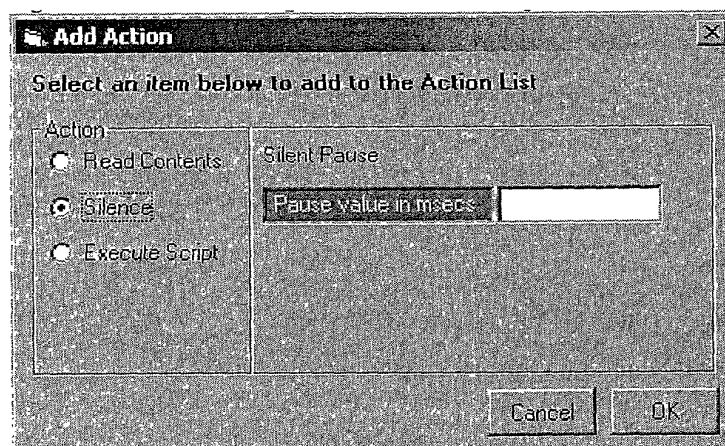 Add Action
Select an item below to add to the Action List
Action
Read Contents
Silence
Execute Script
Silent Pause
Pause value in msecs
Cancel
OK